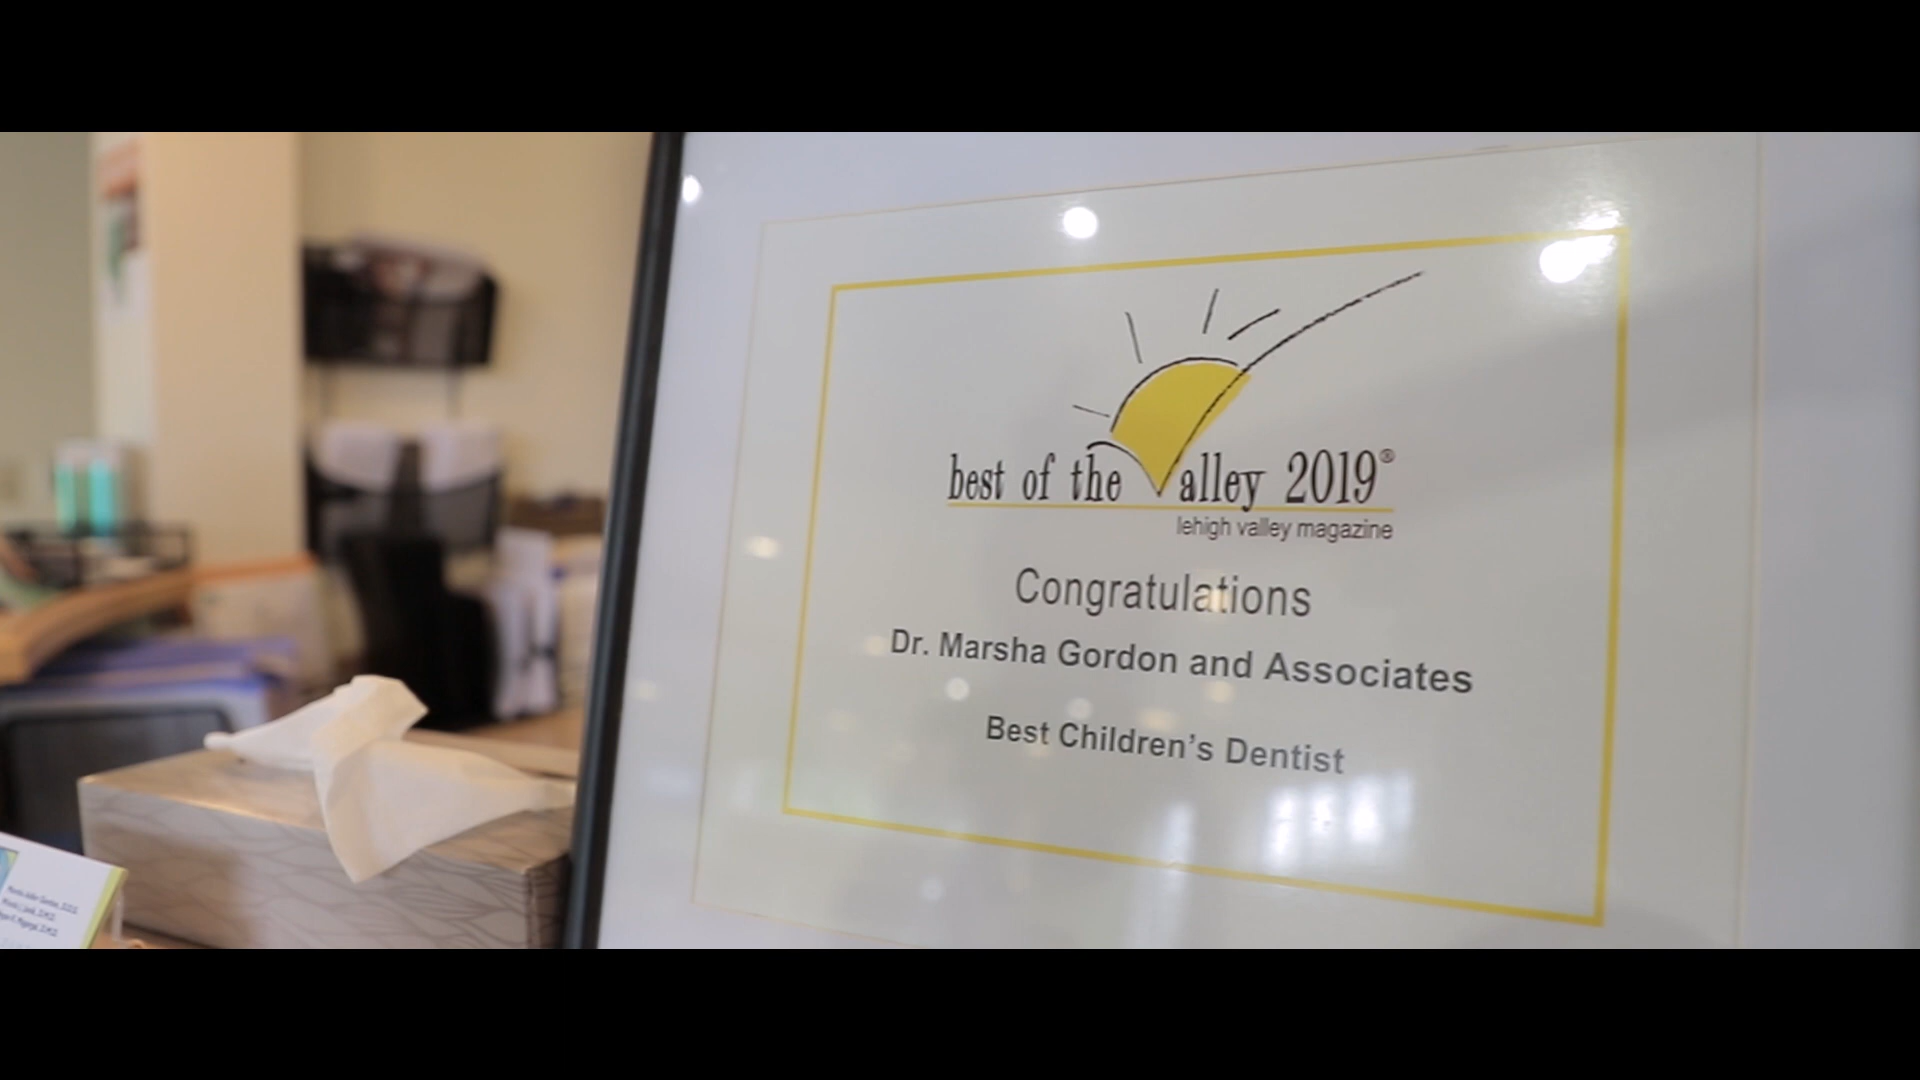 best of the Valley 2019®
lehigh valley magazine
Congratulations
Dr. Marsha Gordon and Associates
Best Children's Dentist